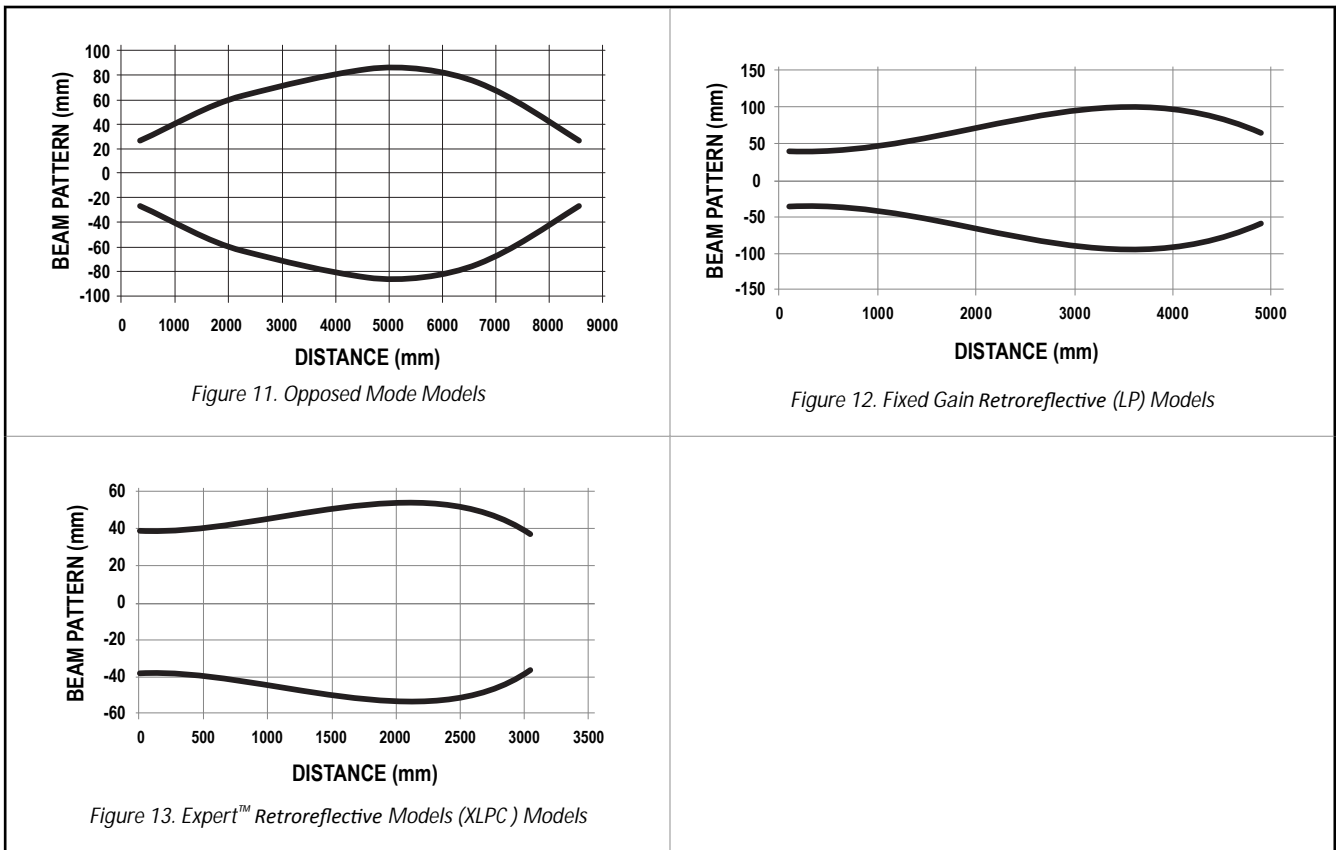 100
80
60
40
20
0
-20
-40
-60
-80
-100
BEAM PATTERN (mm)
0 1000 2000 3000 4000 5000 6000 7000 8000 9000
DISTANCE (mm)
Figure 11. Opposed Mode Models
150
100
50
0
-50
-100
-150
BEAM PATTERN (mm)
0 1000 2000 3000 4000 5000
DISTANCE (mm)
Figure 12. Fixed Gain Retroreflective (LP) Models
60
40
20
0
-20
-40
-60
BEAM PATTERN (mm)
0 500 1000 1500 2000 2500 3000 3500
DISTANCE (mm)
Figure 13. Expert™ Retroreflective Models (XLPC ) Models